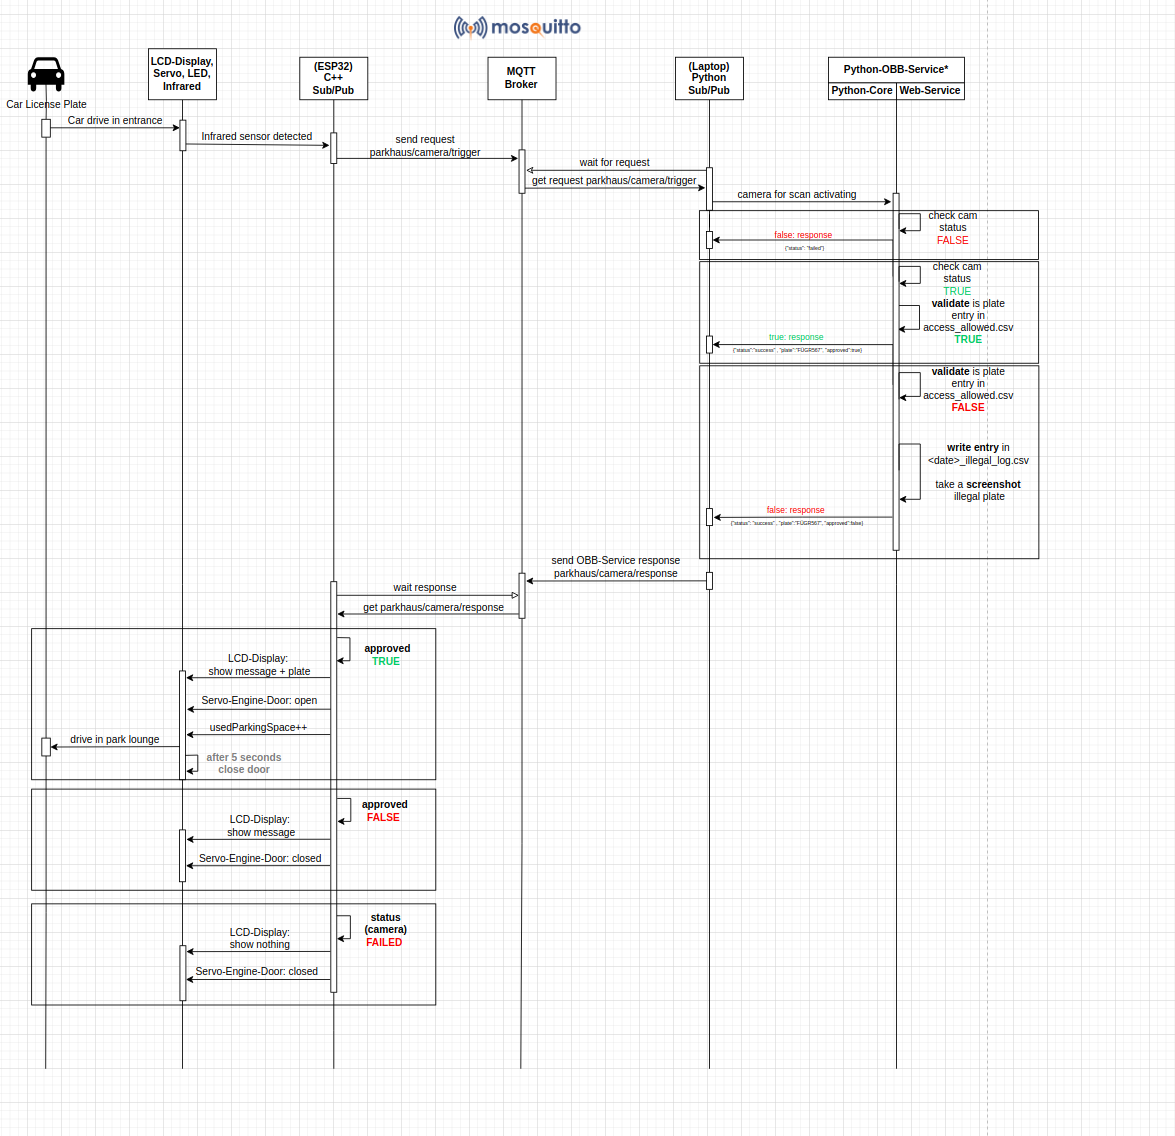 mosquitto
Car License Plate
LCD-Display,
Servo, LED,
Infrared
(ESP32)
C++
Sub/Pub
MQTT
Broker
(Laptop)
Python
Sub/Pub
Python-OBB-Service*
Python-Core
Web-Service
Car drive in entrance
Infrared sensor detected
send request
parkhaus/camera/trigger
wait for request
get request parkhaus/camera/trigger
camera for scan activating
check cam
status
FALSE
false: response
{"status": "failed"}
check cam
status
TRUE
validate is plate
entry in
access_allowed.csv
TRUE
true: response
{"status":"success" , "plate":"FÜGR567", "approved":true}
validate is plate
entry in
access_allowed.csv
FALSE
write entry in
<date>_illegal_log.csv
take a screenshot
illegal plate
false: response
{"status": "success" , "plate":"FÜGR567", "approved":false}
send OBB-Service response
parkhaus/camera/response
wait response
get parkhaus/camera/response
approved
TRUE
LCD-Display:
show message + plate
Servo-Engine-Door: open
usedParkingSpace++
drive in park lounge
after 5 seconds
close door
approved
FALSE
LCD-Display:
show message
Servo-Engine-Door: closed
status
(camera)
FAILED
LCD-Display:
show nothing
Servo-Engine-Door: closed